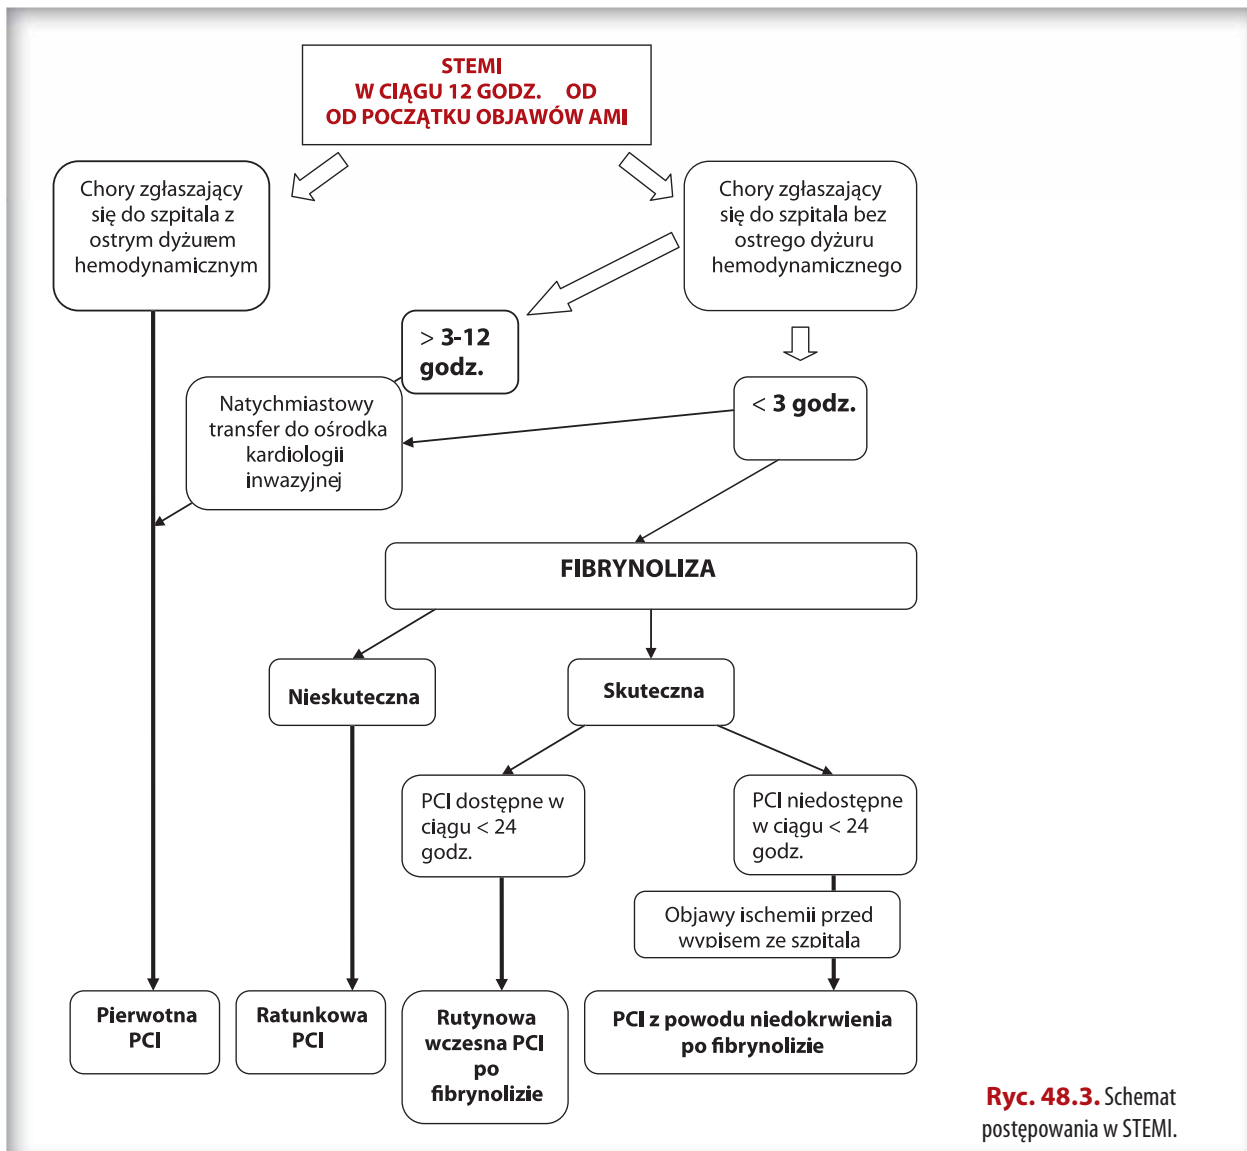 STEMI
W CIĄGU 12 GODZ. OD
OD POCZĄTKU OBJAWÓW AMI
Chory zgłaszający
się do szpitala z
ostrym dyżurem
hemodynamicznym
Chory zgłaszający
się do szpitala bez
ostrego dyżuru
hemodynamicznego
> 3-12
godz.
< 3 godz.
Natychmiastowy
transfer do ośrodka
kardiologii
inwazyjnej
FIBRYNOLIZA
Nieskuteczna
Skuteczna
PCI dostępne w
ciągu < 24
godz.
PCI niedostępne
w ciągu < 24
godz.
Objawy ischemii przed
wypisem ze szpitala
Pierwotna
PCI
Ratunkowa
PCI
Rutynowa
wczesna PCI
po
fibrynolizie
PCI z powodu niedokrwienia
po fibrynolizie
Ryc. 48.3. Schemat
postępowania w STEMI.